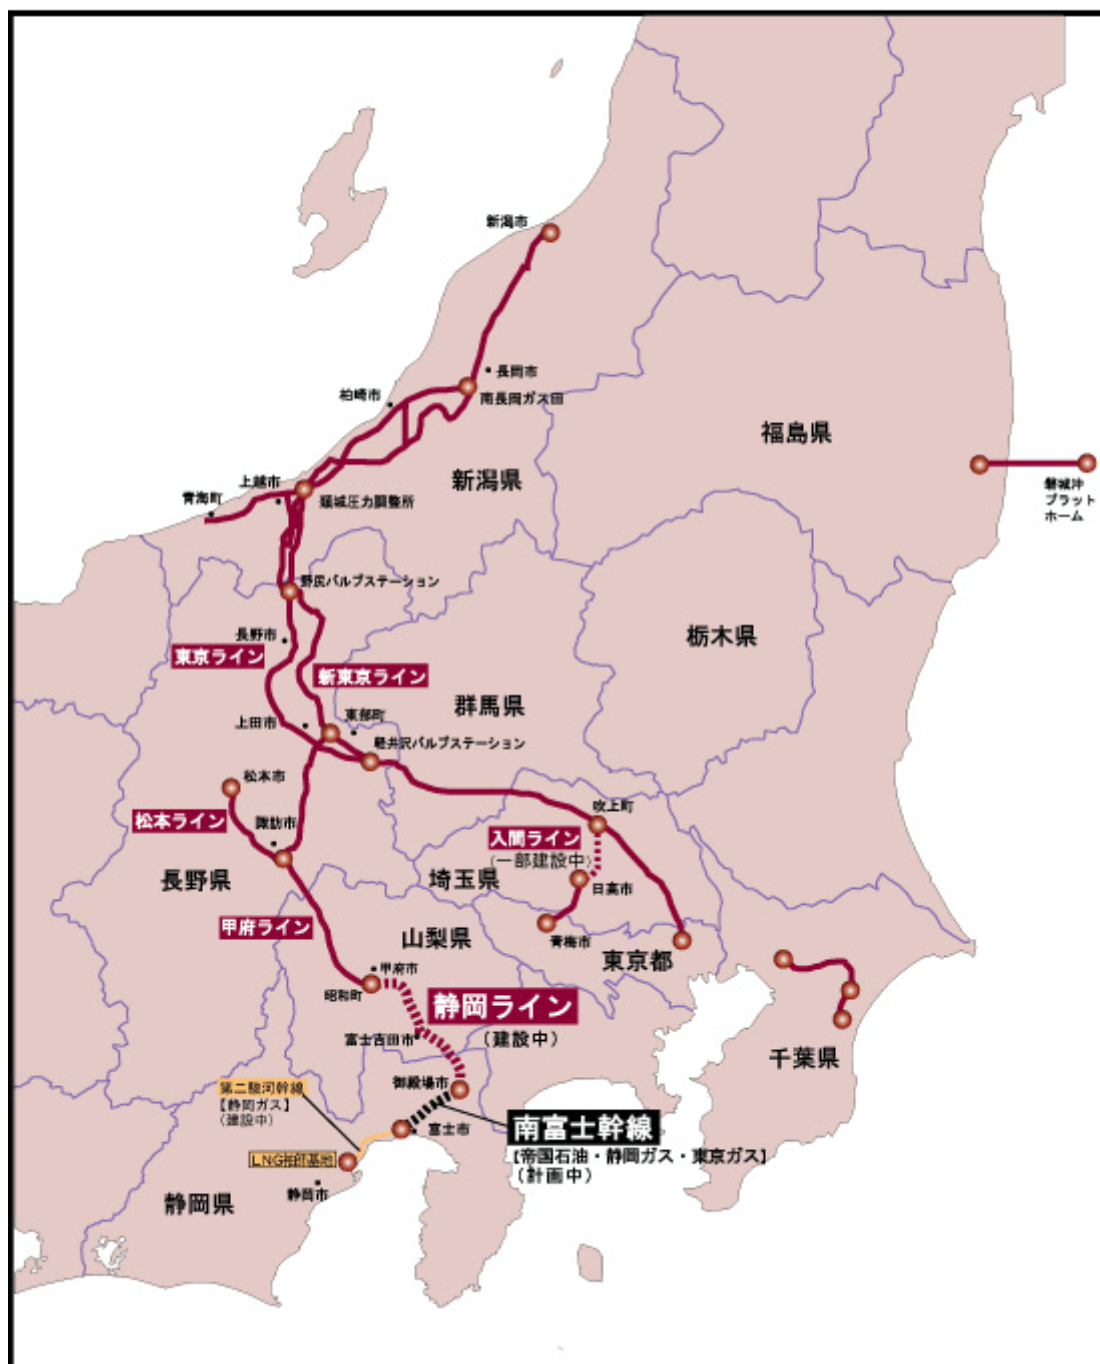 新潟市
長岡市
南長岡ガス田
柏崎市
福島県
新潟県
磐城沖
プラット
ホーム
上越市
青海町
頸城圧力調整所
野尻バルブステーション
長野市
東京ライン
新東京ライン
栃木県
群馬県
上田市
東部町
軽井沢バルブステーション
松本市
松本ライン
諏訪市
吹上町
入間ライン
(一部建設中)
長野県
埼玉県
日高市
甲府ライン
山梨県
青梅市
東京都
甲府市
昭和町
静岡ライン
(建設中)
富士吉田市
千葉県
御殿場市
第二駿河幹線
【静岡ガス】
(建設中)
富士市
南富士幹線
【帝国石油・静岡ガス・東京ガス】
(計画中)
LNG袖師基地
静岡市
静岡県